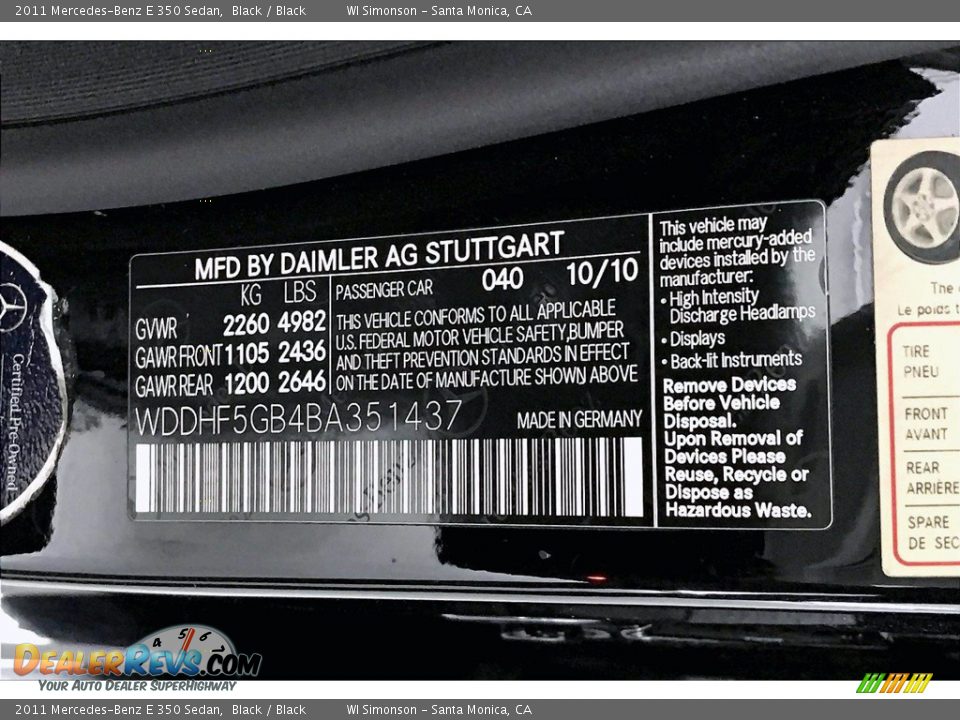 2011 Mercedes-Benz E 350 Sedan, Black / Black WI Simonson - Santa Monica, CA
MFD BY DAIMLER AG STUTTGART
KG LBS
GVWR 2260 4982
GAWR FRONT 1105 2436
GAWR REAR 1200 2646
PASSENGER CAR 040 10/10
THIS VEHICLE CONFORMS TO ALL APPLICABLE
U.S. FEDERAL MOTOR VEHICLE SAFETY,BUMPER
AND THEFT PREVENTION STANDARDS IN EFFECT
ON THE DATE OF MANUFACTURE SHOWN ABOVE
WDDHF5GB4BA351437 MADE IN GERMANY
This vehicle may
include mercury-added
devices installed by the
manufacturer:
• High Intensity
Discharge Headlamps
• Displays
• Back-lit Instruments
Remove Devices
Before Vehicle
Disposal.
Upon Removal of
Devices Please
Reuse, Recycle or
Dispose as
Hazardous Waste.
Certified Pre-Owned
The
Le poids
TIRE
PNEU
FRONT
AVANT
REAR
ARRIÈRE
SPARE
DE SEC
4 5 6
DEALERREVS.COM
YOUR AUTO DEALER SUPERHIGHWAY
2011 Mercedes-Benz E 350 Sedan, Black / Black WI Simonson - Santa Monica, CA